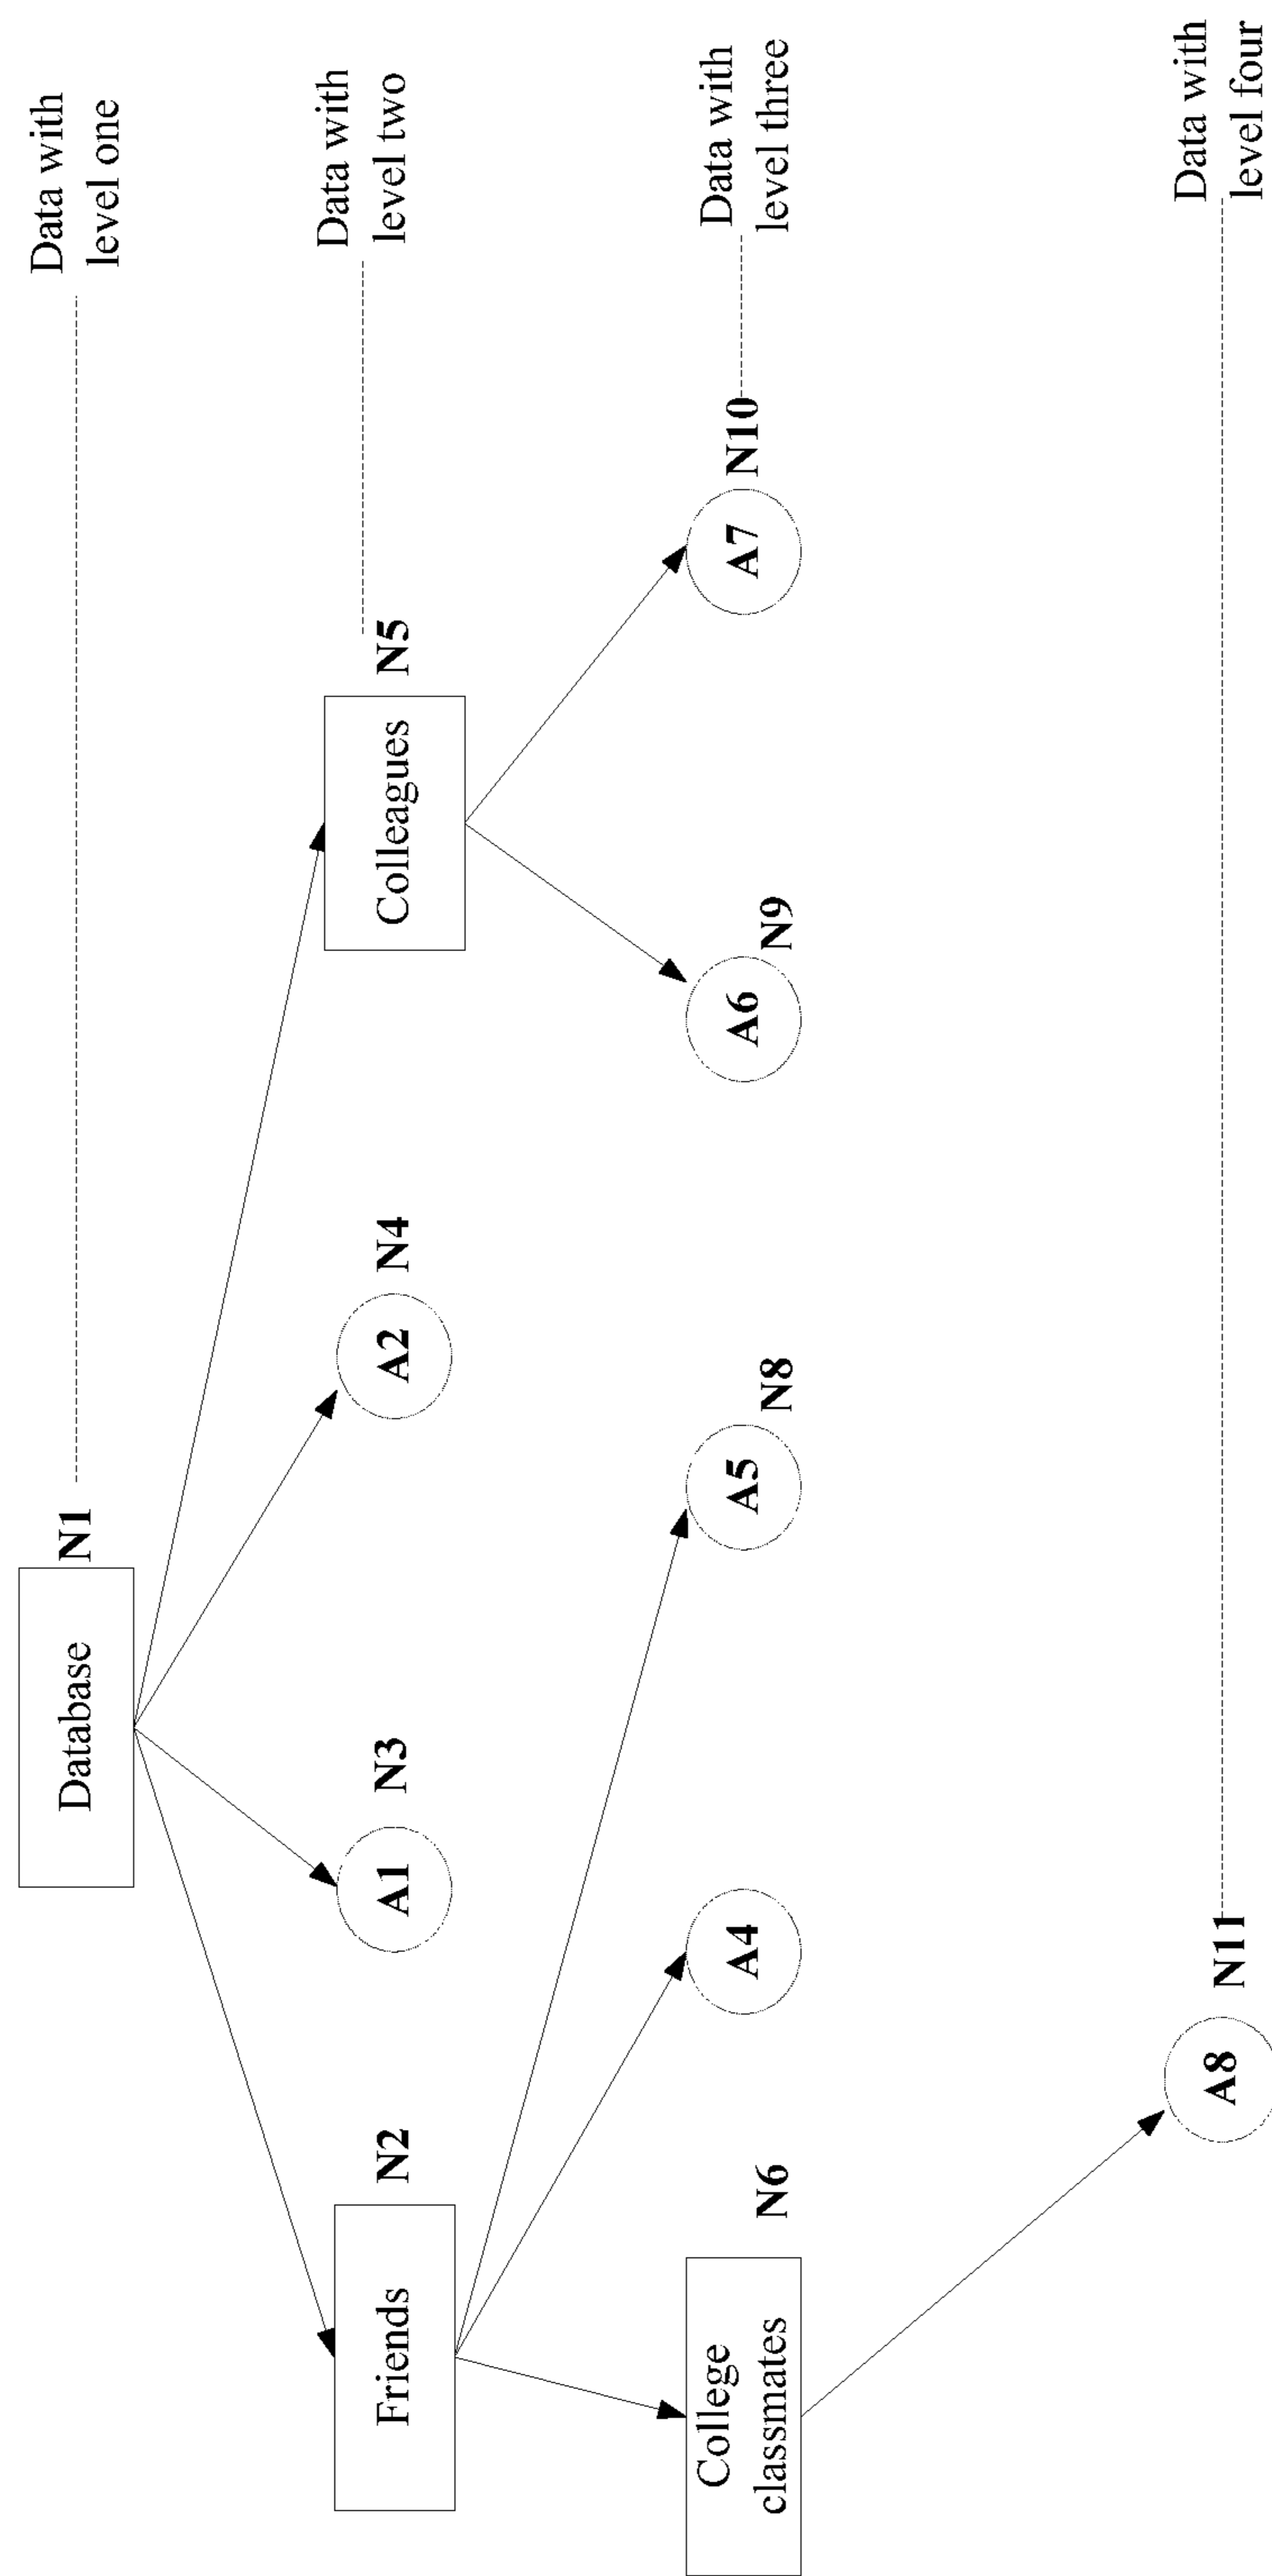 Database
N1
Data with
level one
Friends
N2
A1
N3
A2
N4
Colleagues
N5
Data with
level two
College
classmates
N6
A4
A5
N8
A6
N9
A7
N10
Data with
level three
A8
N11
Data with
level four